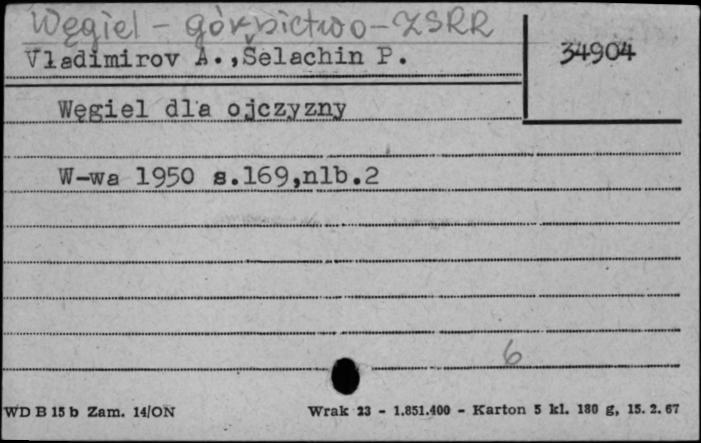 Węgiel - górnictwo - ZSRR
Vladimirov A.,Selachin P.
34904
Węgiel dla ojczyzny
W-wa 1950 s.169,nlb.2
6
WD B 15 b Zam. 14/ON Wrak 23 - 1.851.400 - Karton 5 kl. 180 g, 15. 2. 67